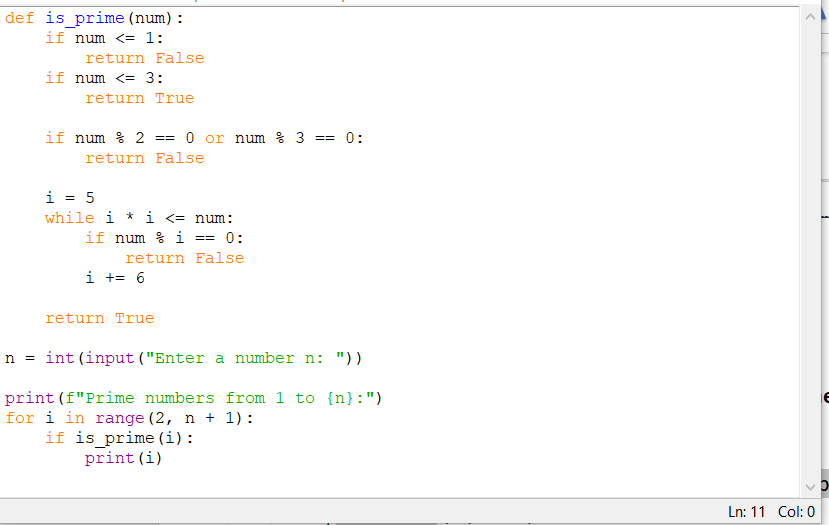 def is_prime(num):
    if num <= 1:
        return False
    if num <= 3:
        return True

    if num % 2 == 0 or num % 3 == 0:
        return False

    i = 5
    while i * i <= num:
        if num % i == 0:
            return False
        i += 6

    return True

n = int(input("Enter a number n: "))

print(f"Prime numbers from 1 to {n}:")
for i in range(2, n + 1):
    if is_prime(i):
        print(i)
Ln: 11 Col: 0